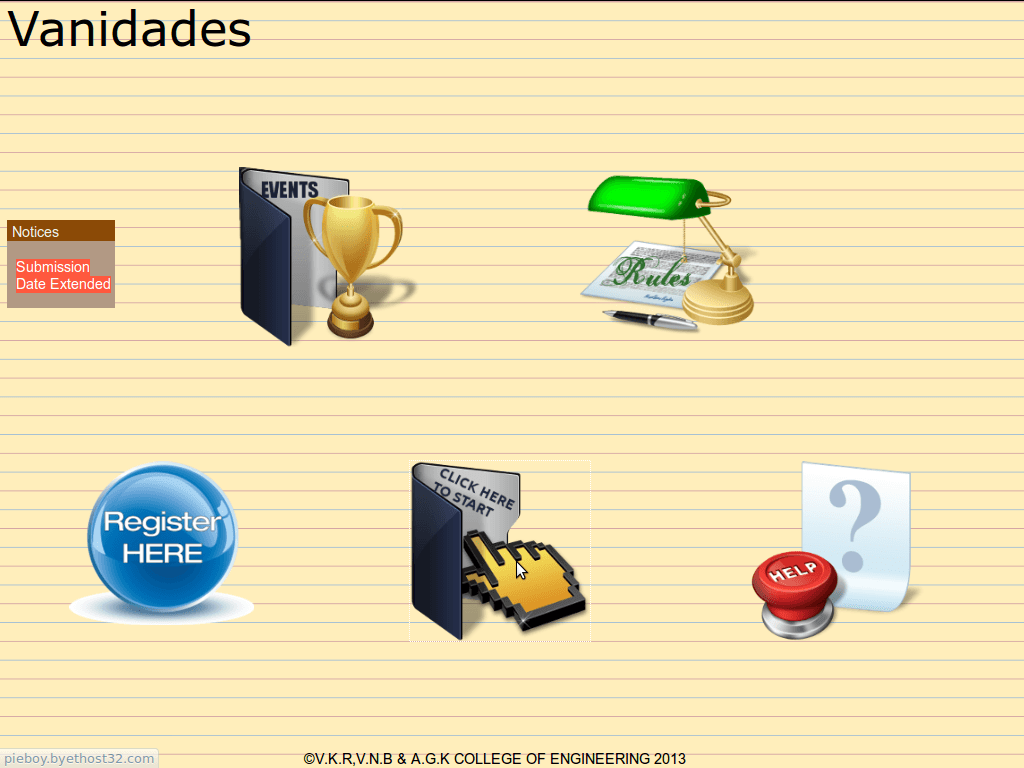 Vanidades
EVENTS
Rules
Notices
Submission
Date Extended
Register
HERE
CLICK HERE
TO START
?
HELP
pieboy.byethost32.com
©V.K.R,V.N.B & A.G.K COLLEGE OF ENGINEERING 2013